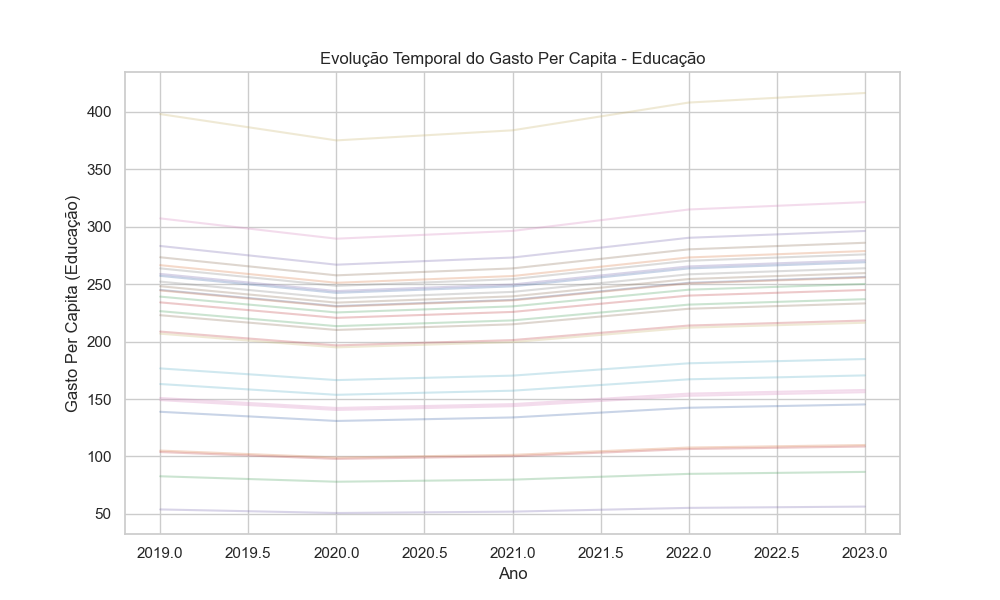 Evolução Temporal do Gasto Per Capita - Educação
Gasto Per Capita (Educação)
400
350
300
250
200
150
100
50
2019.0 2019.5 2020.0 2020.5 2021.0 2021.5 2022.0 2022.5 2023.0
Ano